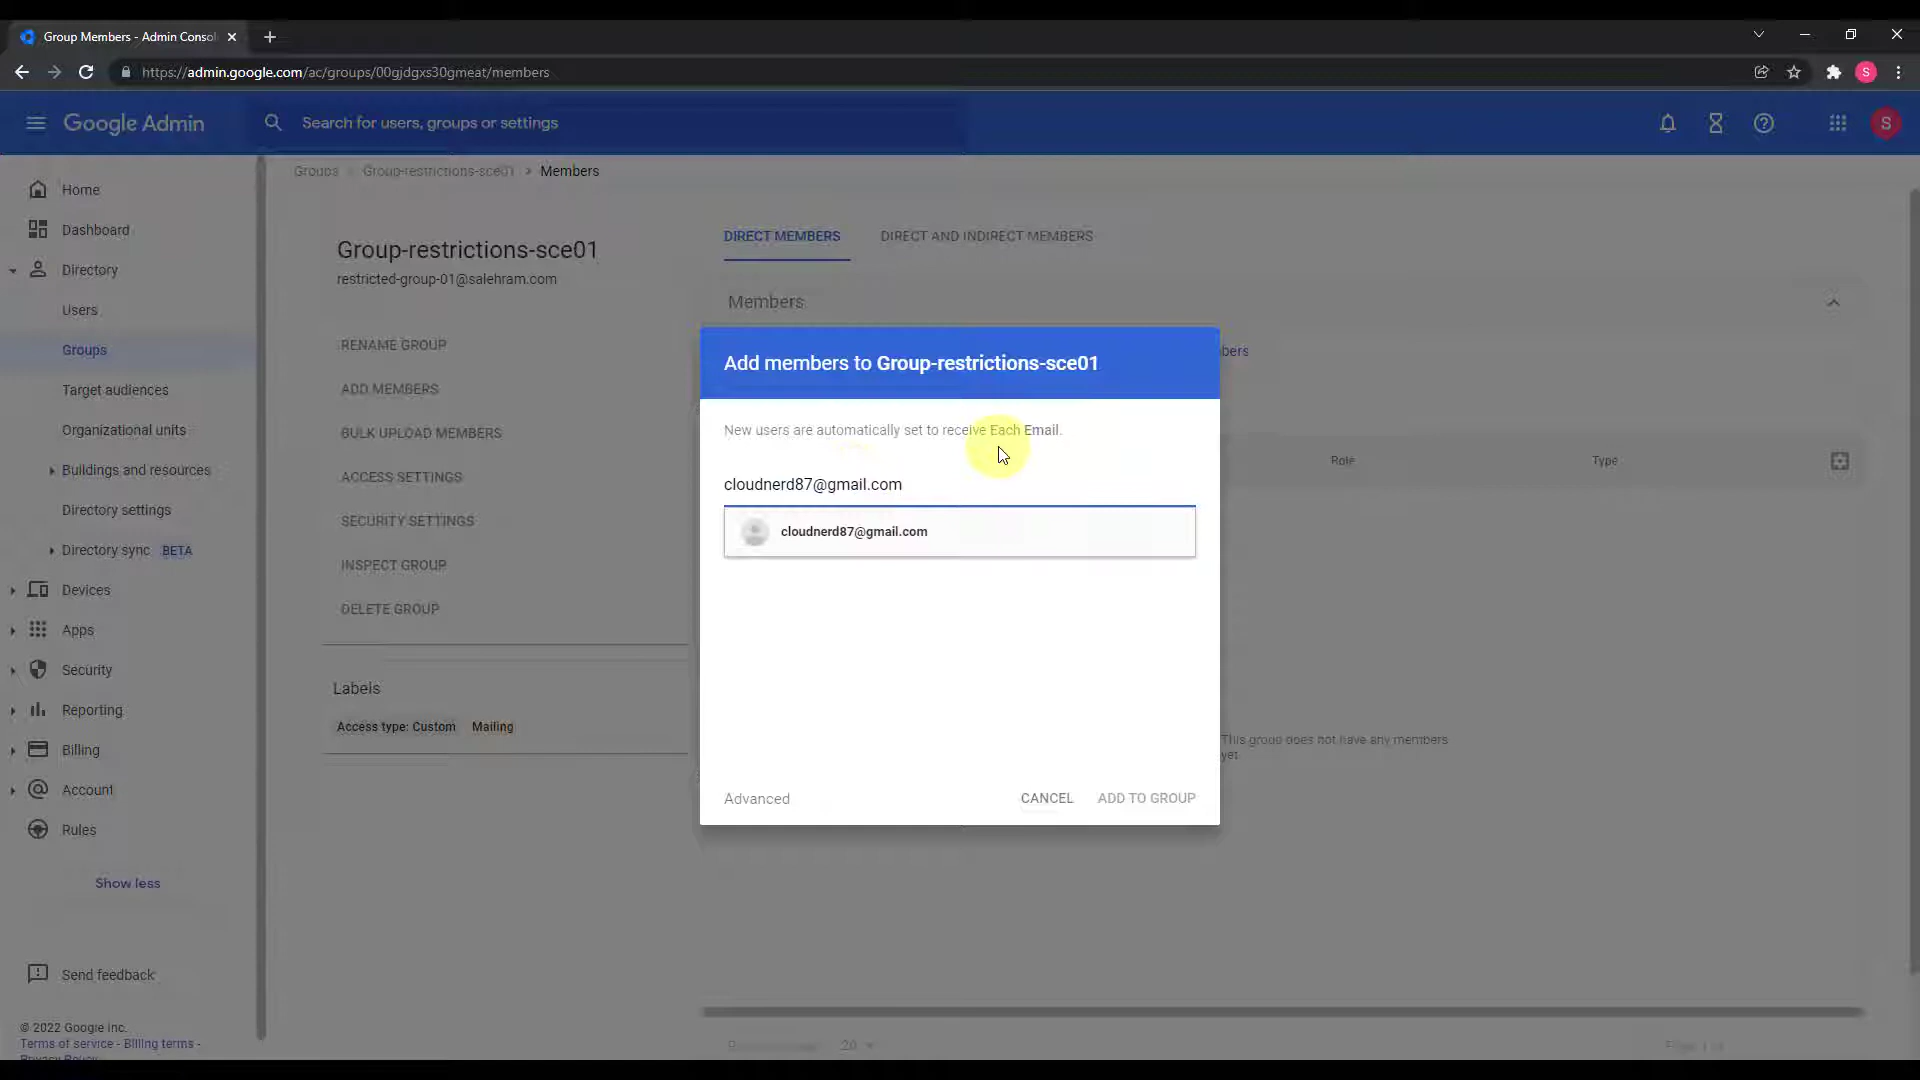 Group Members - Admin Consol
https://admin.google.com/ac/groups/00gjdgxs30gmeat/members
S
Google Admin
Search for users, groups or settings
S
Home
Dashboard
Directory
Users
Groups
Target audiences
Organizational units
Buildings and resources
Directory settings
Directory sync BETA
Devices
Apps
Security
Reporting
Billing
Account
Rules
Show less
Send feedback
© 2022 Google Inc.
Terms of service - Billing terms -
Privacy Policy
Groups > Group-restrictions-sce01 > Members
Group-restrictions-sce01
restricted-group-01@salehram.com
RENAME GROUP
ADD MEMBERS
BULK UPLOAD MEMBERS
ACCESS SETTINGS
SECURITY SETTINGS
INSPECT GROUP
DELETE GROUP
Labels
Access type: Custom Mailing
DIRECT MEMBERS DIRECT AND INDIRECT MEMBERS
Members
bers
Role Type
This group does not have any members
yet
20
Add members to Group-restrictions-sce01
New users are automatically set to receive Each Email.
cloudnerd87@gmail.com
cloudnerd87@gmail.com
Advanced CANCEL ADD TO GROUP